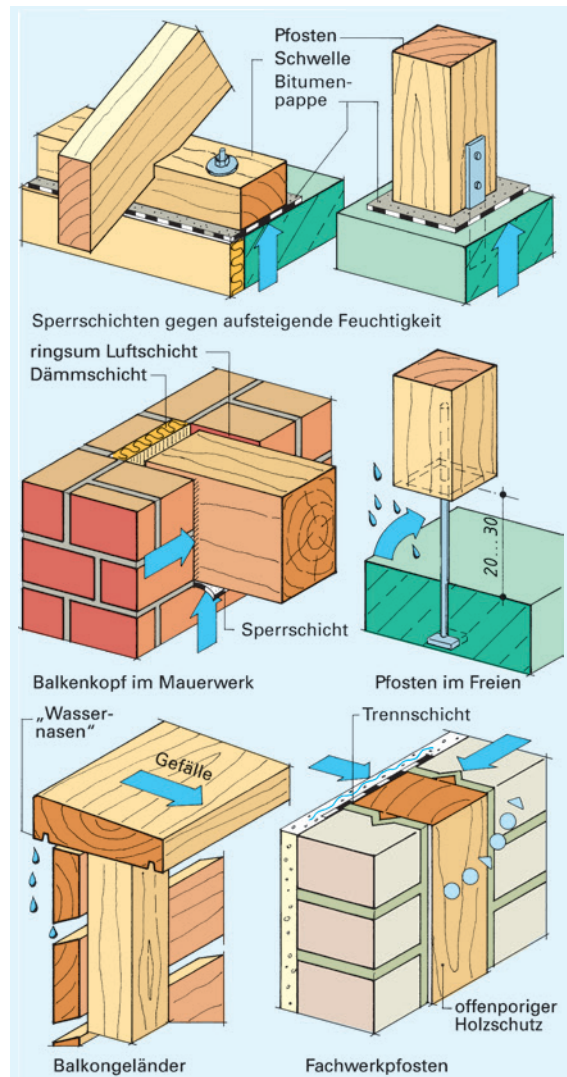 Pfosten
Schwelle
Bitumen-
pappe
Sperrschichten gegen aufsteigende Feuchtigkeit
ringsum Luftschicht
Dämmschicht
Sperrschicht
20 ... 30
Balkenkopf im Mauerwerk
Pfosten im Freien
„Wasser-
nasen“
Gefälle
Trennschicht
offenporiger
Holzschutz
Balkongeländer
Fachwerkpfosten